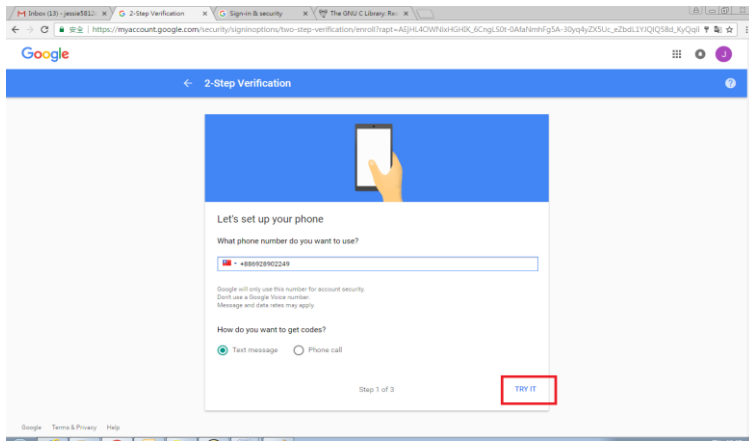 Inbox (13) - jessie5812
2-Step Verification
Sign-in & security
The GNU C Library: Re
安全 | https://myaccount.google.com/security/signinoptions/two-step-verification/enroll?rapt=
Google
J
2-Step Verification
Let's set up your phone
What phone number do you want to use?
+886928902249
Google will only use this number for account security.
Don't use a Google Voice number.
Message and data rates may apply.
How do you want to get codes?
Text message Phone call
Step 1 of 3 TRY IT
Google Terms & Privacy Help